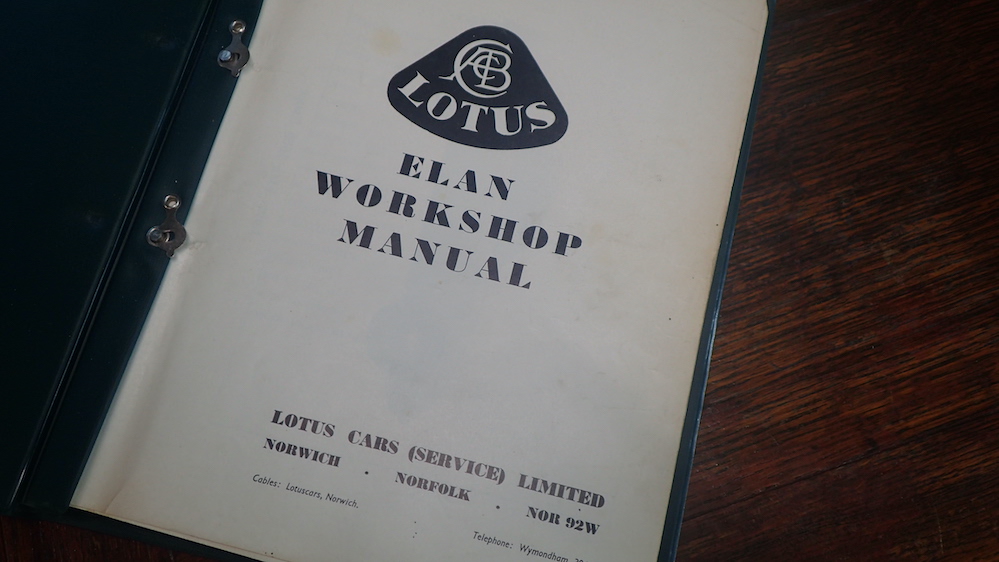 ACBC
LOTUS
ELAN
WORKSHOP
MANUAL
LOTUS CARS (SERVICE) LIMITED
NORWICH · NORFOLK · NOR 92W
Cables: Lotuscars, Norwich.
Telephone: Wymondham,